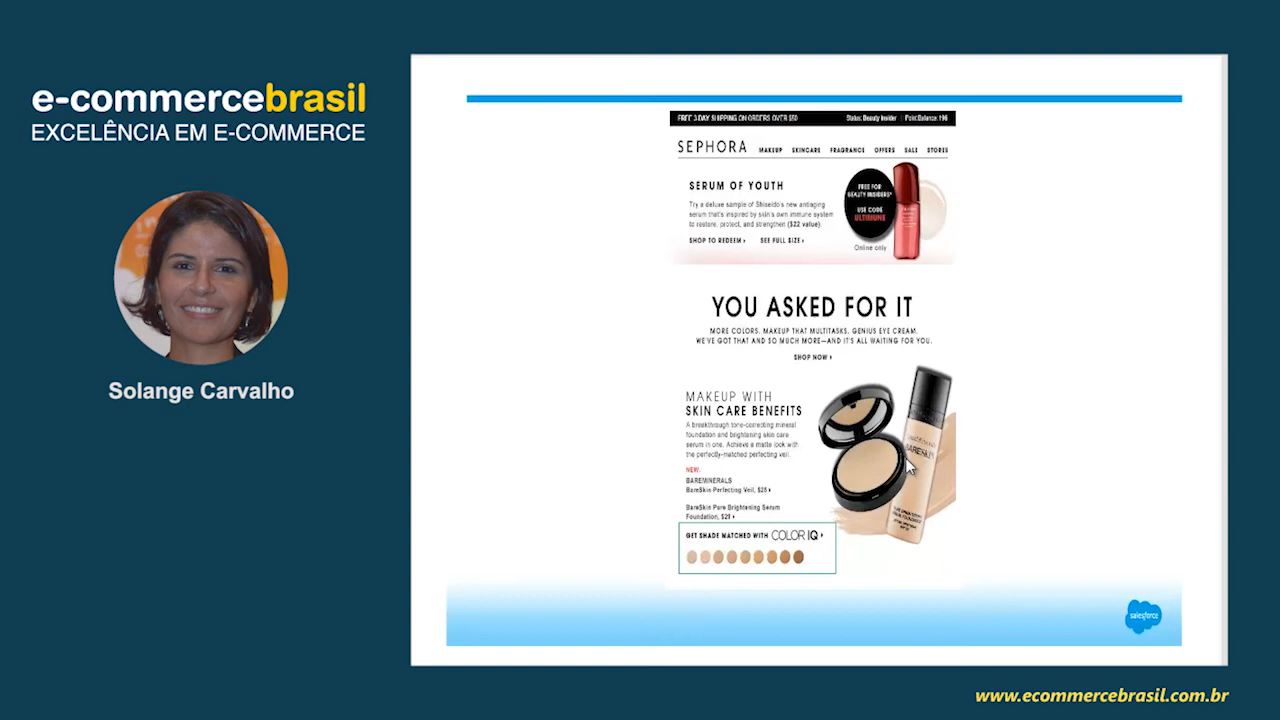 e-commercebrasil
EXCELÊNCIA EM E-COMMERCE
Solange Carvalho
FREE 3-DAY SHIPPING ON ORDERS OVER $50
Status: Beauty Insider | Point Balance: 196
SEPHORA
MAKEUP SKINCARE FRAGRANCE OFFERS SALE STORES
SERUM OF YOUTH
Try a deluxe sample of Shiseido's new antiaging
serum that's inspired by skin's own immune system
to restore, protect, and strengthen ($22 value).
SHOP TO REDEEM › SEE FULL SIZE ›
FREE FOR
BEAUTY INSIDERS*
USE CODE
ULTIMUNE
Online only
YOU ASKED FOR IT
MORE COLORS. MAKEUP THAT MULTITASKS. GENIUS EYE CREAM.
WE'VE GOT THAT AND SO MUCH MORE—AND IT'S ALL WAITING FOR YOU.
SHOP NOW ›
MAKEUP WITH
SKIN CARE BENEFITS
A breakthrough tone-correcting mineral
foundation and brightening skin care
serum in one. Achieve a matte look with
the perfectly-matched perfecting veil.
NEW.
BAREMINERALS
BareSkin Perfecting Veil, $25 ›
BareSkin Pure Brightening Serum
Foundation, $29 ›
GET SHADE MATCHED WITH COLOR IQ ›
BARESKIN
salesforce
www.ecommercebrasil.com.br